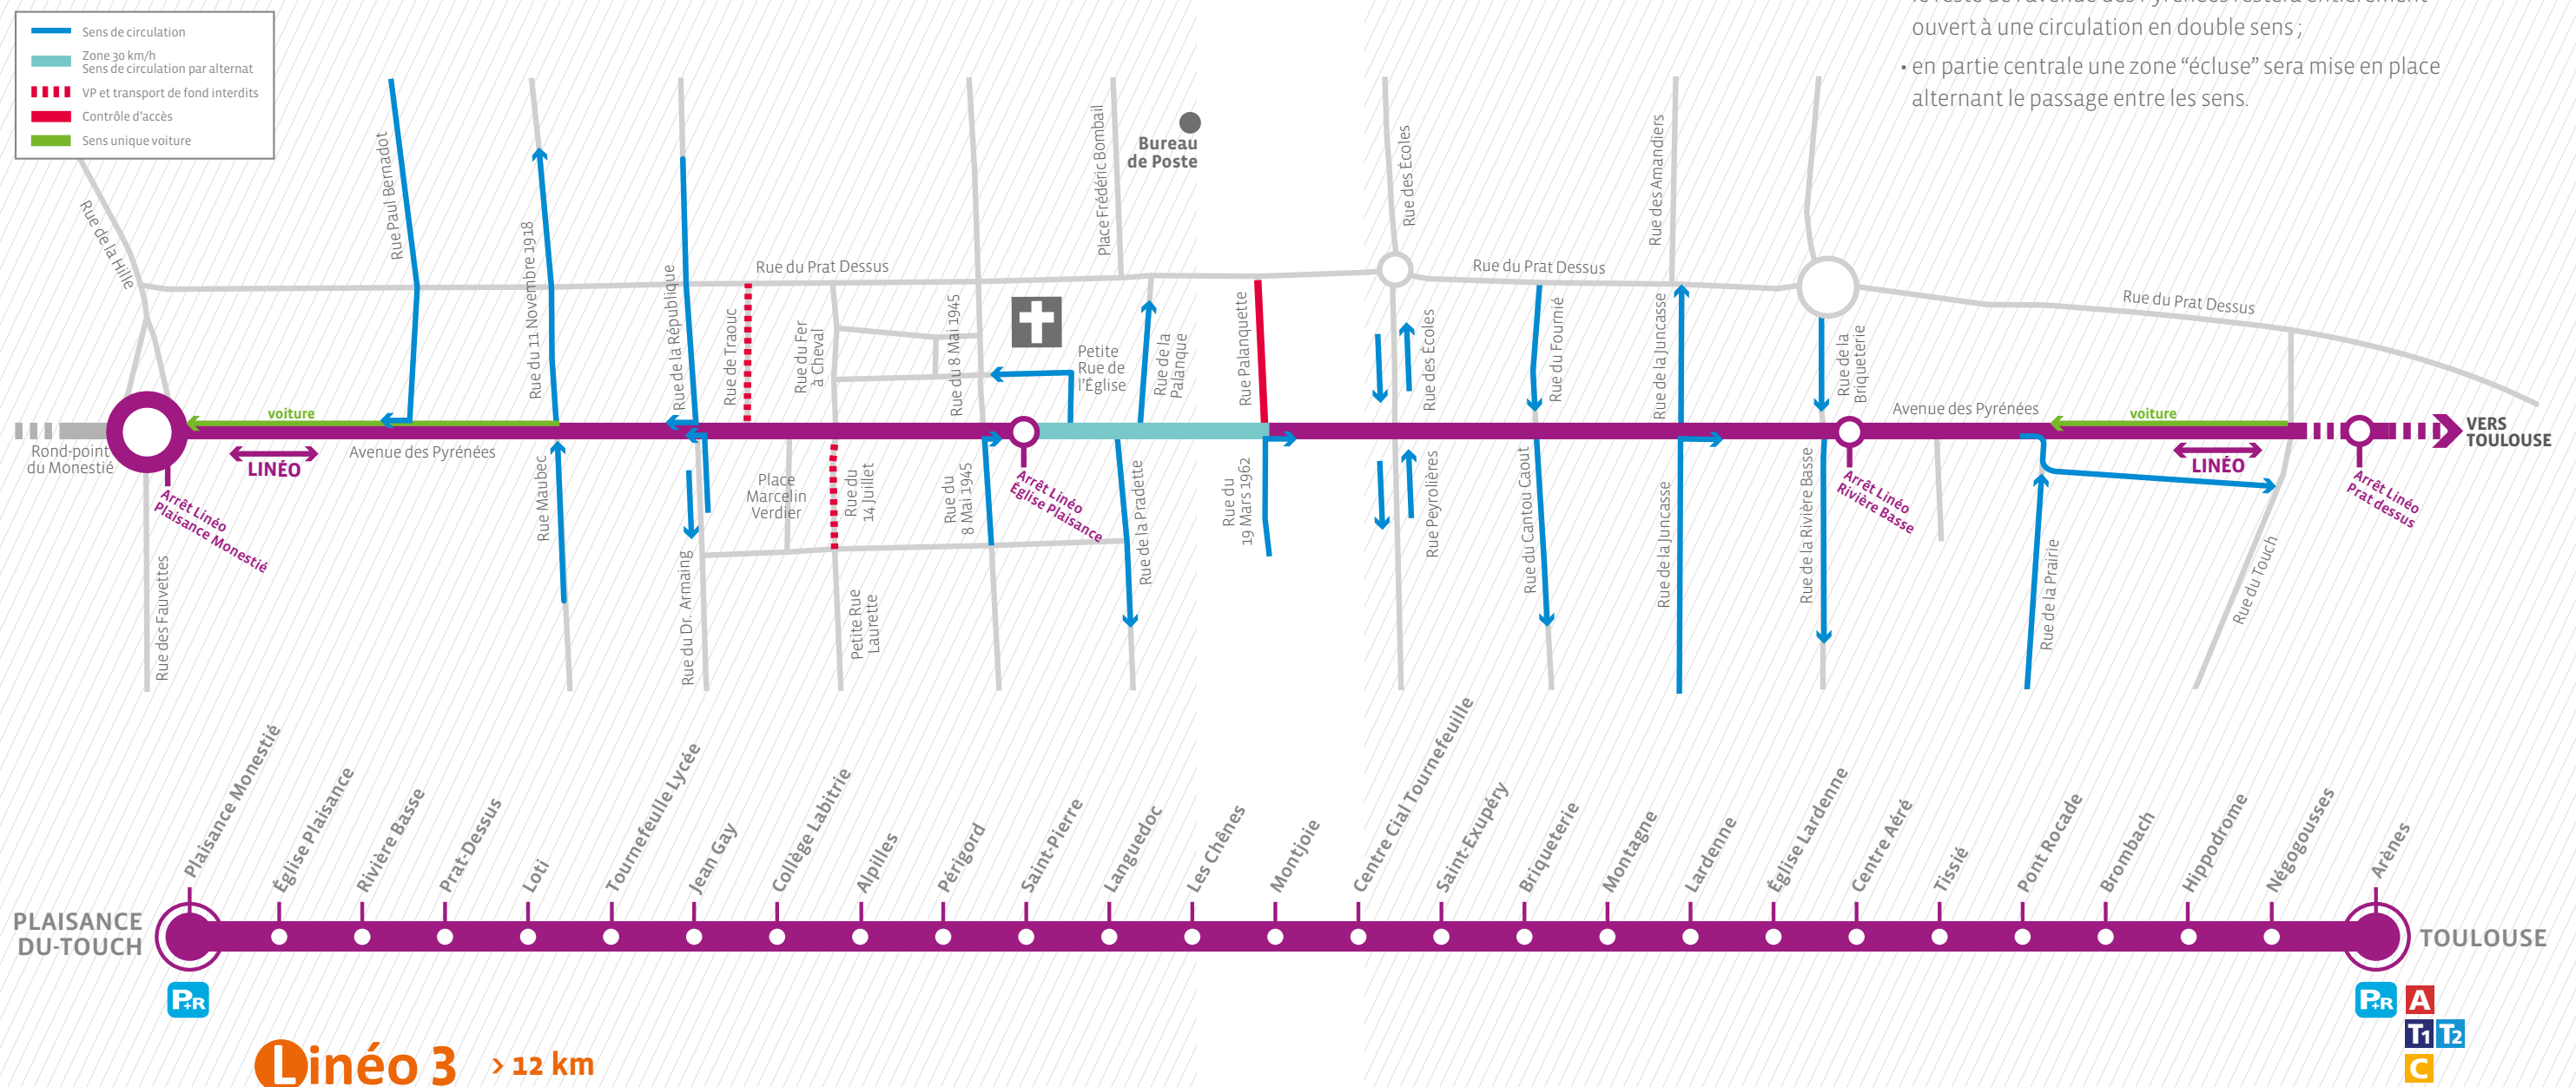 Sens de circulation
Zone 30 km/h
Sens de circulation par alternat
VP et transport de fond interdits
Contrôle d'accès
Sens unique voiture
ouvert à une circulation en double sens ;
• en partie centrale une zone “écluse” sera mise en place
alternant le passage entre les sens.
Rue de la Hille
Rue Paul Bernadot
Rue du 11 Novembre 1918
Rue de la République
Rue du Prat Dessus
Rue de Traouc
Rue du Fer
à Cheval
Rue du 8 Mai 1945
Place Frédéric Bombail
Bureau
de Poste
Petite
Rue de
l'Église
Rue de la
Palanque
Rue Palanquette
Rue des Écoles
Rue des Écoles
Rue du Prat Dessus
Rue du Fournié
Rue des Amandiers
Rue de la Juncasse
Rue de la
Briqueterie
Rue du Prat Dessus
Avenue des Pyrénées
voiture
voiture
VERS
TOULOUSE
Rond-point
du Monestié
LINÉO
Avenue des Pyrénées
LINÉO
Arrêt Linéo
Plaisance Monestié
Rue des Fauvettes
Rue Maubec
Rue du Dr. Armaing
Place
Marcelin
Verdier
Rue du
14 Juillet
Petite Rue
Laurette
Rue du
8 Mai 1945
Arrêt Linéo
Église Plaisance
Rue de la Pradette
Rue du
19 Mars 1962
Rue Peyrolières
Rue du Cantou Caout
Rue de la Juncasse
Rue de la Rivière Basse
Arrêt Linéo
Rivière Basse
Rue de la Prairie
Rue du Touch
Arrêt Linéo
Prat dessus
PLAISANCE
DU-TOUCH
Plaisance Monestié
Église Plaisance
Rivière Basse
Prat-Dessus
Loti
Tournefeuille Lycée
Jean Gay
Collège Labitrie
Alpilles
Périgord
Saint-Pierre
Languedoc
Les Chênes
Montjoie
Centre Cial Tournefeuille
Saint-Exupéry
Briqueterie
Montagne
Lardenne
Église Lardenne
Centre Aéré
Tissié
Pont Rocade
Brombach
Hippodrome
Négogousses
Arènes
TOULOUSE
P+R
P+R
A
T1 T2
C
Linéo 3 > 12 km